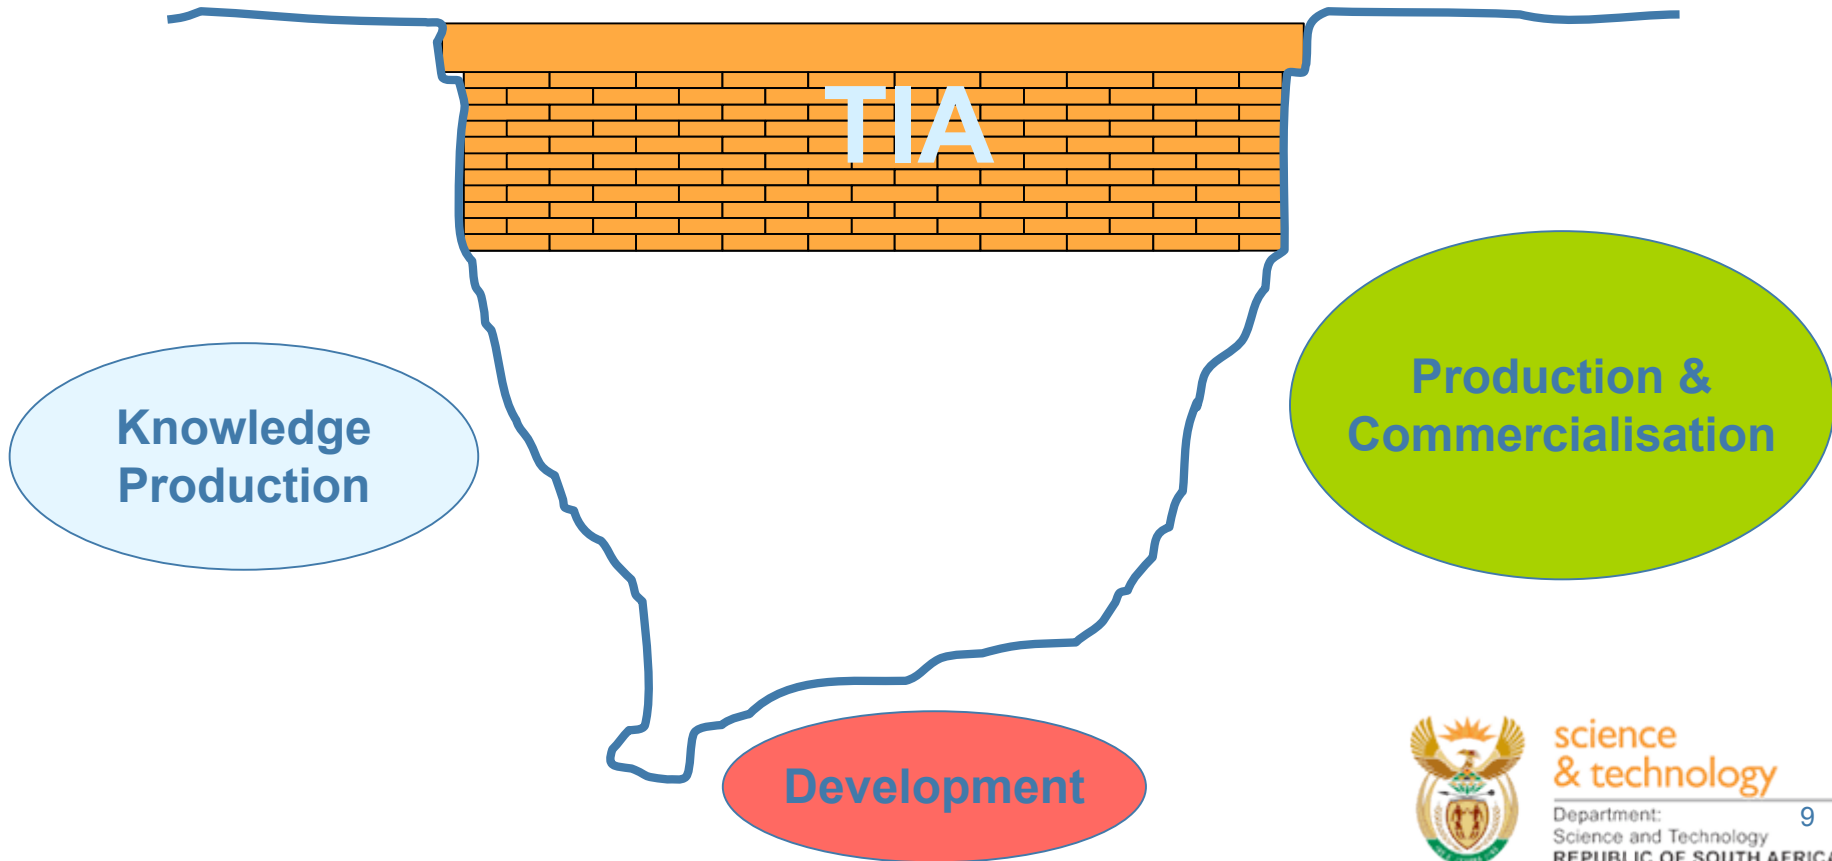 TIA
Knowledge
Production
Production &
Commercialisation
Development
science
& technology
Department:
Science and Technology
REPUBLIC OF SOUTH AFRICA
9